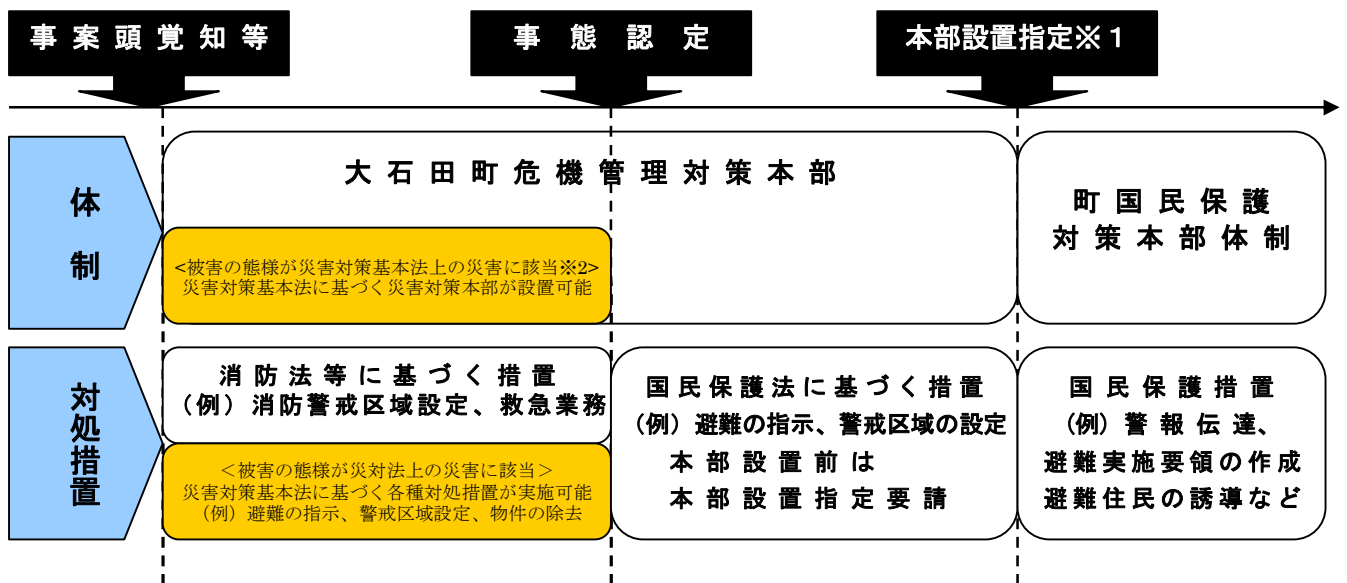 事案頭覚知等
事態認定
本部設置指定※1
体制
大石田町危機管理対策本部
<被害の態様が災害対策基本法上の災害に該当※2>
災害対策基本法に基づく災害対策本部が設置可能
町国民保護
対策本部体制
対処措置
消防法等に基づく措置
（例）消防警戒区域設定、救急業務
＜被害の態様が災対法上の災害に該当＞
災害対策基本法に基づく各種対処措置が実施可能
（例）避難の指示、警戒区域設定、物件の除去
国民保護法に基づく措置
（例）避難の指示、警戒区域の設定
本部設置前は
本部設置指定要請
国民保護措置
（例）警報伝達、
避難実施要領の作成
避難住民の誘導など